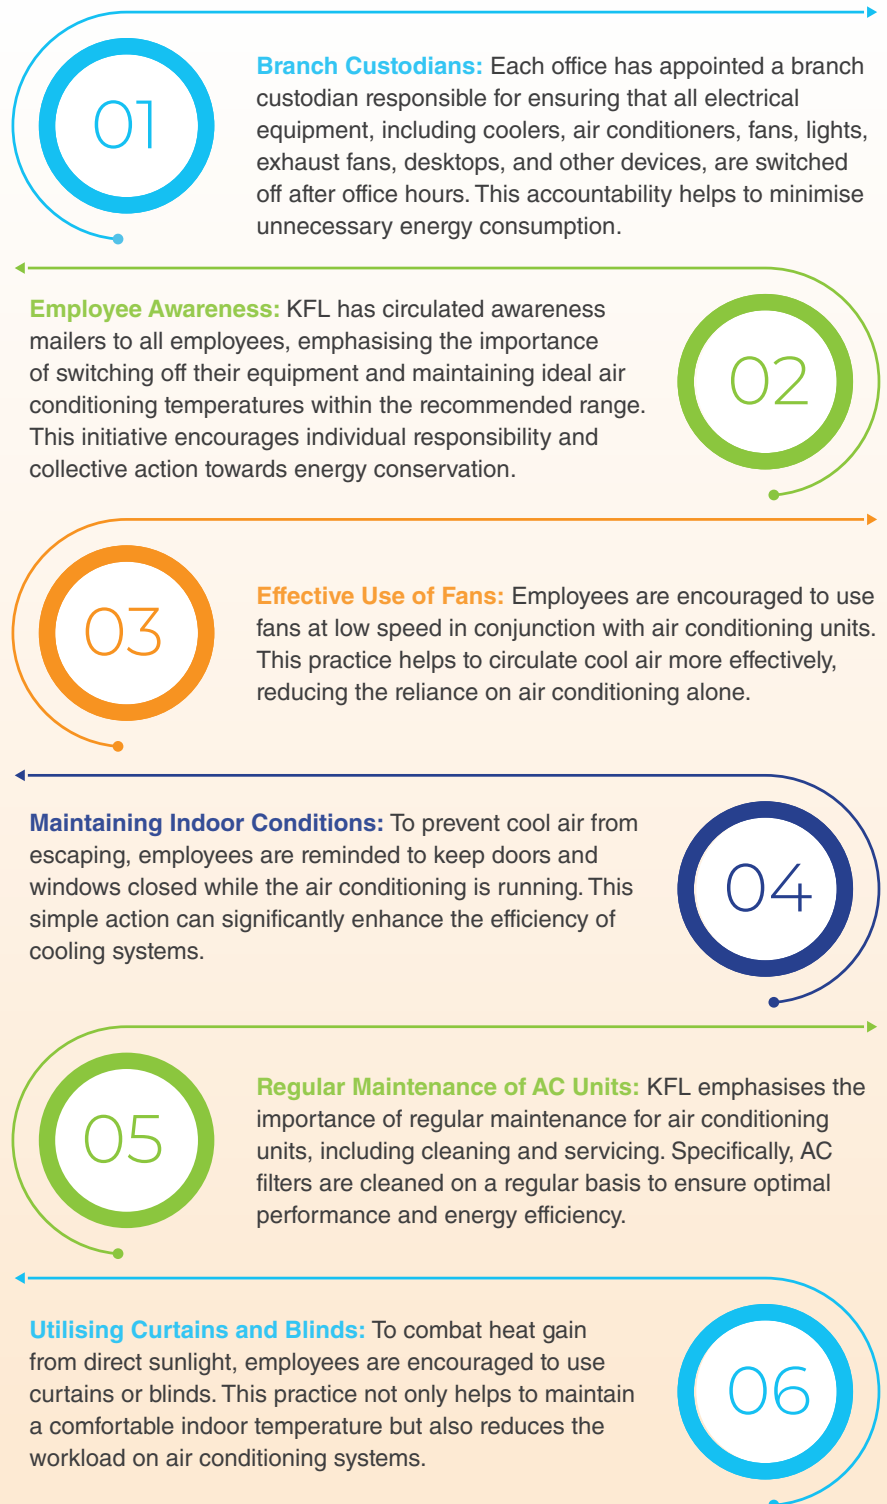 01
Branch Custodians: Each office has appointed a branch
custodian responsible for ensuring that all electrical
equipment, including coolers, air conditioners, fans, lights,
exhaust fans, desktops, and other devices, are switched
off after office hours. This accountability helps to minimise
unnecessary energy consumption.
Employee Awareness: KFL has circulated awareness
mailers to all employees, emphasising the importance
of switching off their equipment and maintaining ideal air
conditioning temperatures within the recommended range.
This initiative encourages individual responsibility and
collective action towards energy conservation.
02
03
Effective Use of Fans: Employees are encouraged to use
fans at low speed in conjunction with air conditioning units.
This practice helps to circulate cool air more effectively,
reducing the reliance on air conditioning alone.
Maintaining Indoor Conditions: To prevent cool air from
escaping, employees are reminded to keep doors and
windows closed while the air conditioning is running. This
simple action can significantly enhance the efficiency of
cooling systems.
04
05
Regular Maintenance of AC Units: KFL emphasises the
importance of regular maintenance for air conditioning
units, including cleaning and servicing. Specifically, AC
filters are cleaned on a regular basis to ensure optimal
performance and energy efficiency.
Utilising Curtains and Blinds: To combat heat gain
from direct sunlight, employees are encouraged to use
curtains or blinds. This practice not only helps to maintain
a comfortable indoor temperature but also reduces the
workload on air conditioning systems.
06